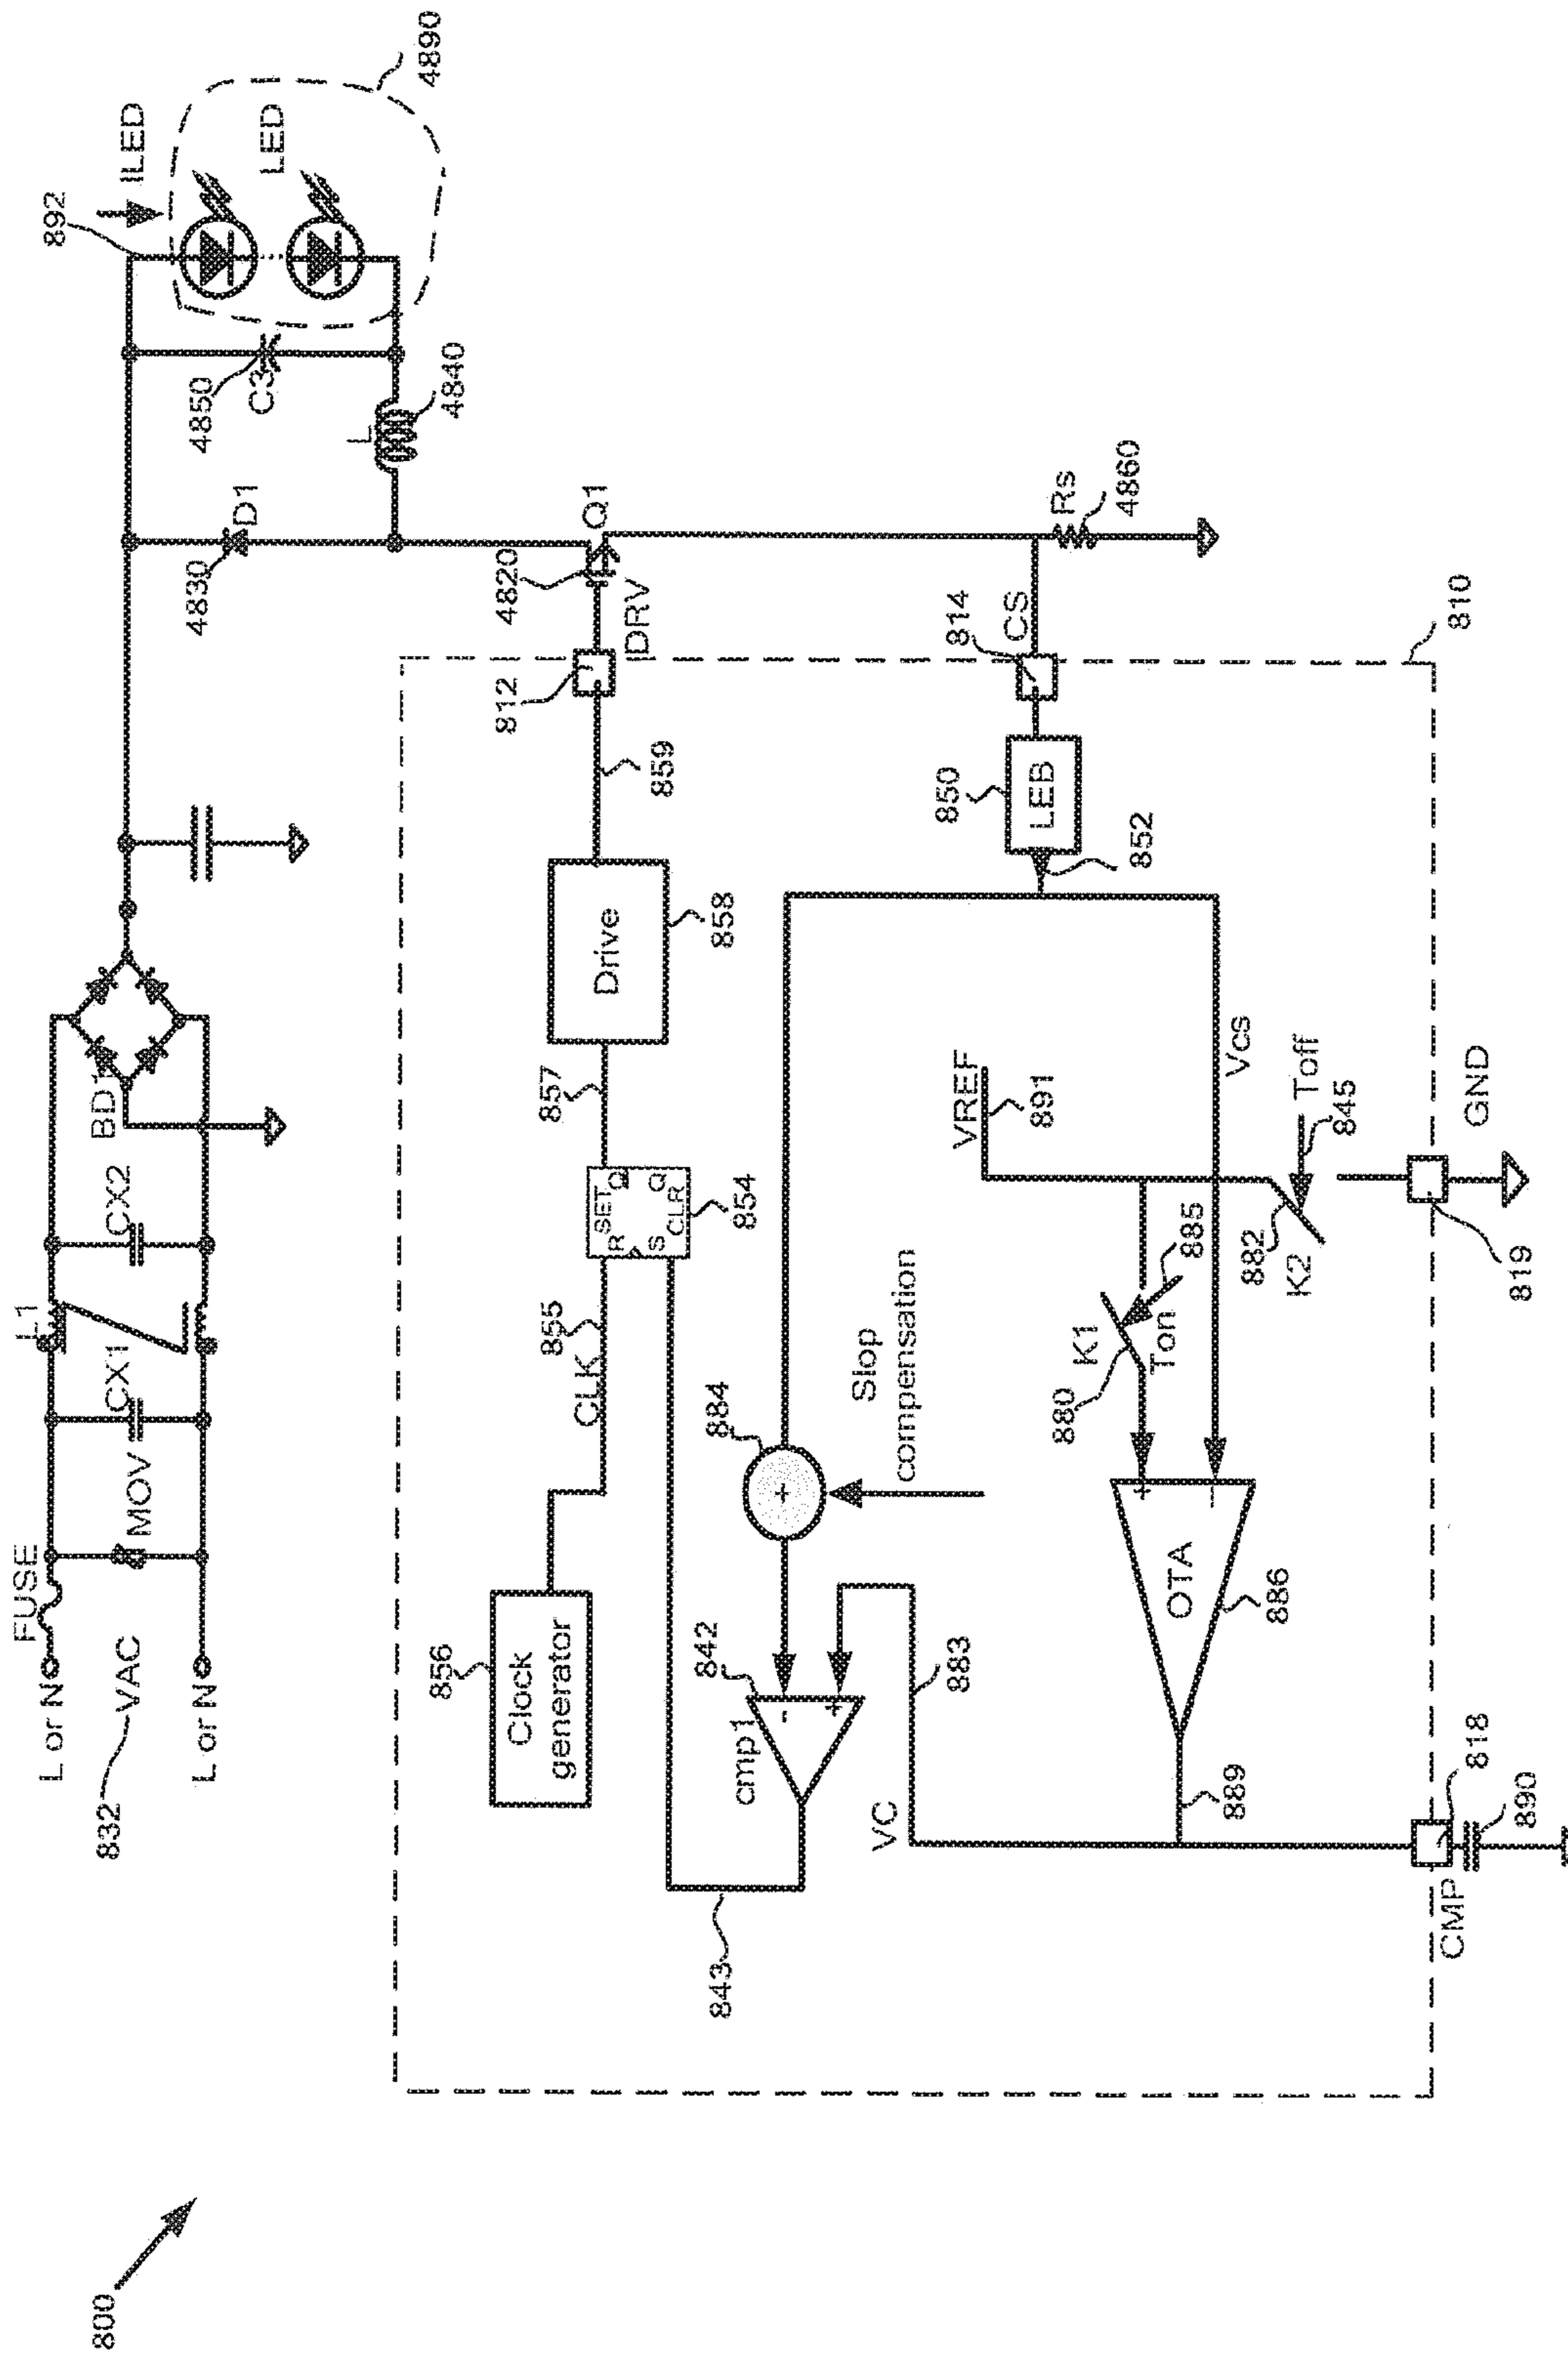 800
832
VAC
L or N
L or N
FUSE
MOV
CX1
L1
CX2
BD1
4830
D1
4850
C3
L
4840
892
ILED
LED
4890
4820
Q1
DRV
812
859
Drive
858
857
SET
R
Q
S
Q
CLR
854
855
CLK
856
Clock
generator
814
CS
Rs
4860
810
850
LEB
852
884
+
Slop
compensation
842
cmp1
-
+
843
VC
883
VREF
891
Vcs
K1
880
Ton
885
882
K2
Toff
845
+
-
OTA
886
889
819
GND
818
CMP
890